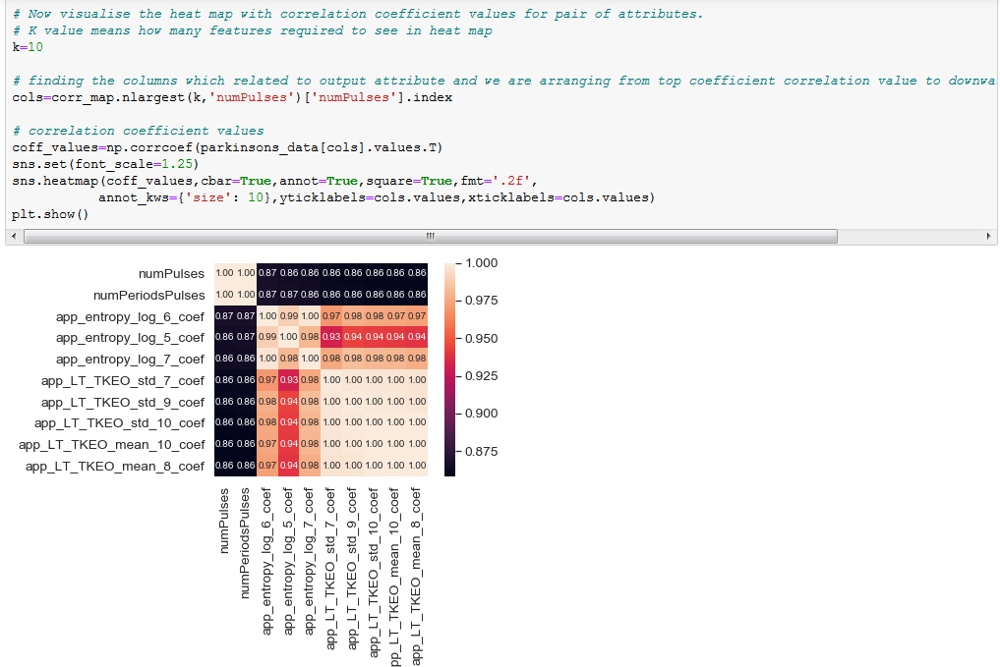 # Now visualise the heat map with correlation coefficient values for pair of attributes.
# K value means how many features required to see in heat map
k=10
# finding the columns which related to output attribute and we are arranging from top coefficient correlation value to downwa
cols=corr_map.nlargest(k,'numPulses')['numPulses'].index
# correlation coefficient values
coff_values=np.corrcoef(parkinsons_data[cols].values.T)
sns.set(font_scale=1.25)
sns.heatmap(coff_values,cbar=True,annot=True,square=True,fmt='.2f',
annot_kws={'size': 10},yticklabels=cols.values,xticklabels=cols.values)
plt.show()
numPulses 1.00 1.00 0.87 0.86 0.86 0.86 0.86 0.86 0.86 0.86
numPeriodsPulses 1.00 1.00 0.87 0.87 0.86 0.86 0.86 0.86 0.86 0.86
app_entropy_log_6_coef 0.87 0.87 1.00 0.99 1.00 0.97 0.98 0.98 0.97 0.97
app_entropy_log_5_coef 0.86 0.87 0.99 1.00 0.98 0.93 0.94 0.94 0.94 0.94
app_entropy_log_7_coef 0.86 0.86 1.00 0.98 1.00 0.98 0.98 0.98 0.98 0.98
app_LT_TKEO_std_7_coef 0.86 0.86 0.97 0.93 0.98 1.00 1.00 1.00 1.00 1.00
app_LT_TKEO_std_9_coef 0.86 0.86 0.98 0.94 0.98 1.00 1.00 1.00 1.00 1.00
app_LT_TKEO_std_10_coef 0.86 0.86 0.98 0.94 0.98 1.00 1.00 1.00 1.00 1.00
app_LT_TKEO_mean_10_coef 0.86 0.86 0.97 0.94 0.98 1.00 1.00 1.00 1.00 1.00
app_LT_TKEO_mean_8_coef 0.86 0.86 0.97 0.94 0.98 1.00 1.00 1.00 1.00 1.00
1.000
0.975
0.950
0.925
0.900
0.875
numPulses
numPeriodsPulses
app_entropy_log_6_coef
app_entropy_log_5_coef
app_entropy_log_7_coef
app_LT_TKEO_std_7_coef
app_LT_TKEO_std_9_coef
app_LT_TKEO_std_10_coef
pp_LT_TKEO_mean_10_coef
app_LT_TKEO_mean_8_coef